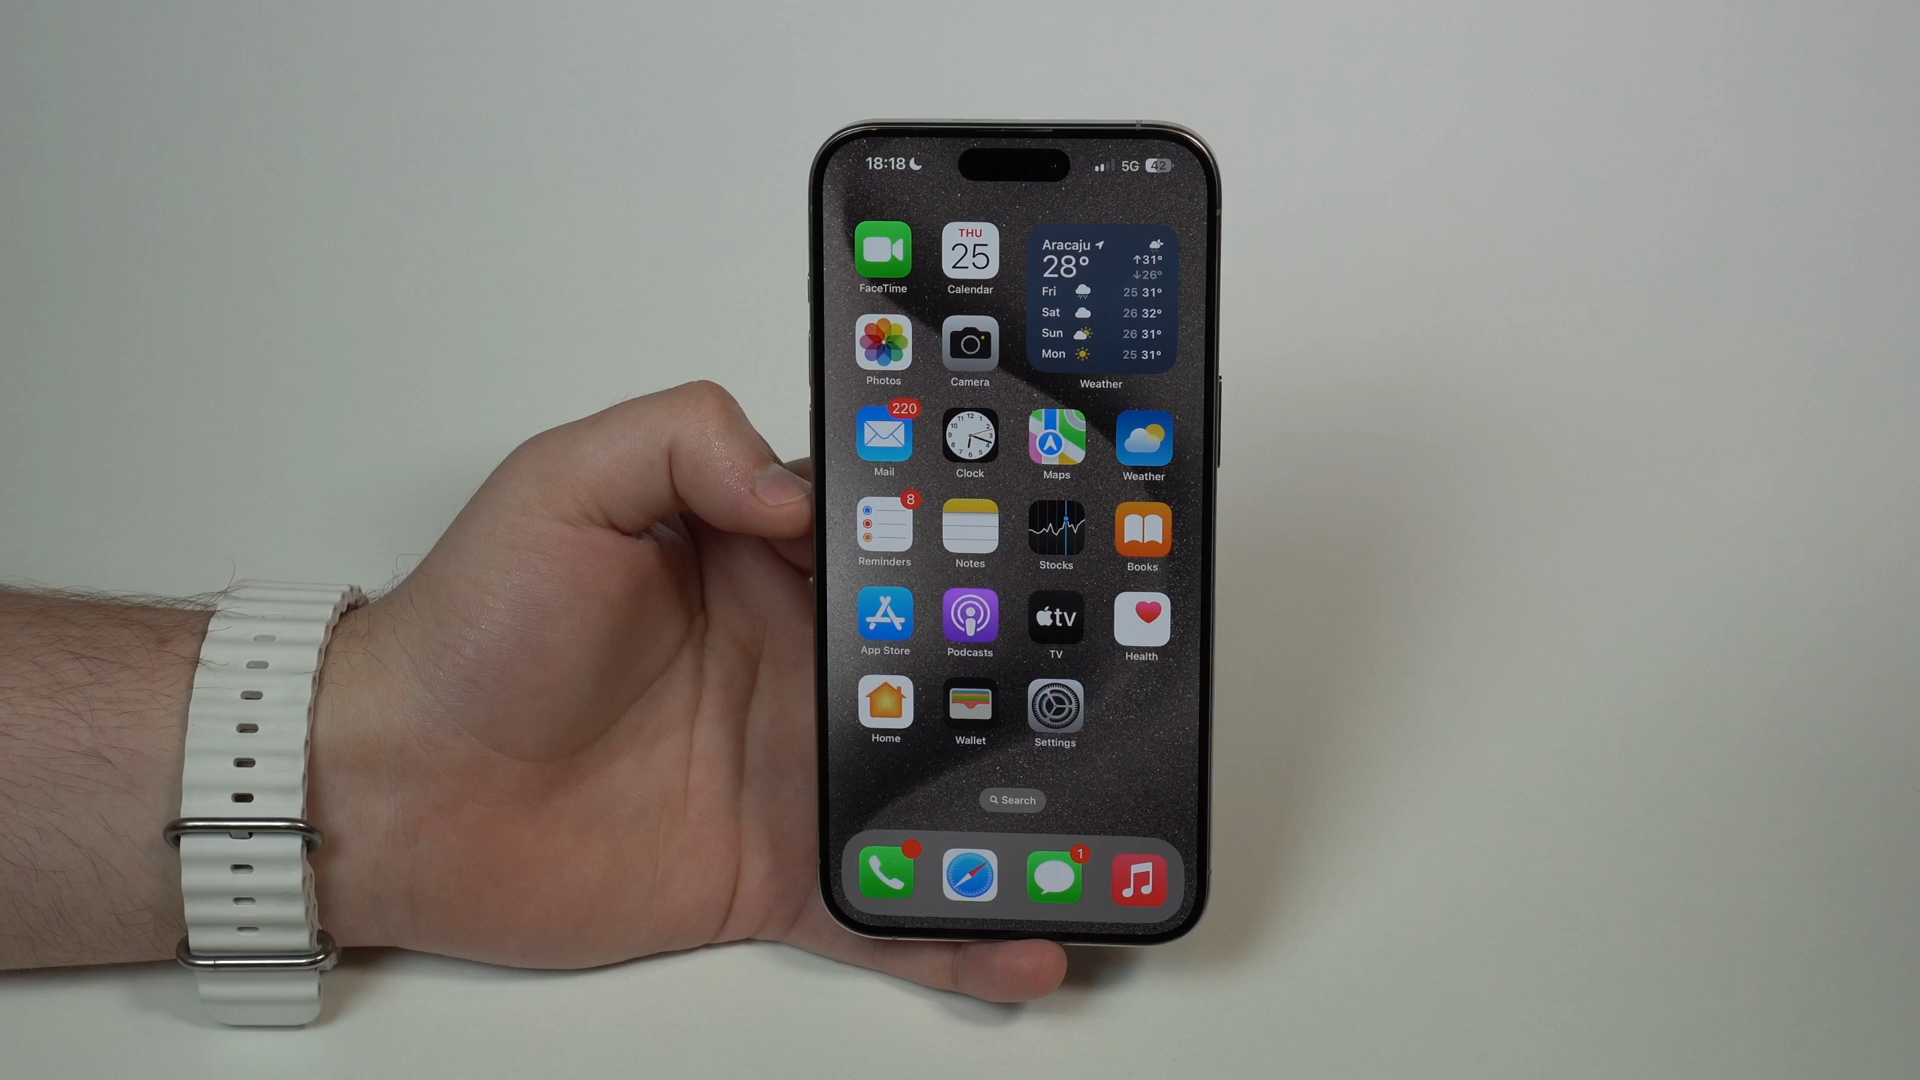 18:18
5G 42
THU
25
FaceTime
Calendar
Aracaju
28°
↑31°
↓26°
Fri 25 31°
Sat 26 32°
Sun 26 31°
Mon 25 31°
Weather
Photos
Camera
220
Mail
Clock
Maps
Weather
8
Reminders
Notes
Stocks
Books
App Store
Podcasts
tv
TV
Health
Home
Wallet
Settings
Search
1